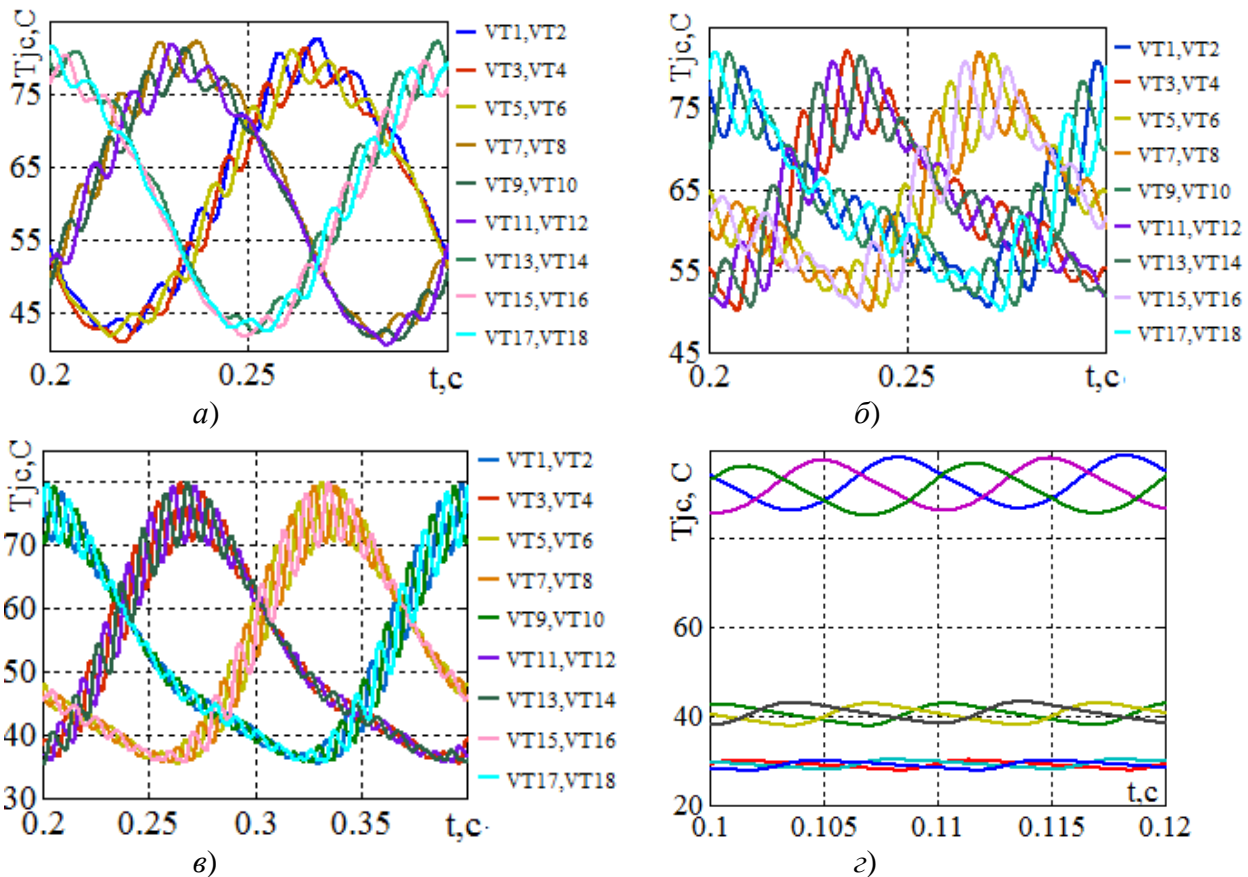 Tjc, C
75
65
55
45
0.2
0.25
t,c
VT1,VT2
VT3,VT4
VT5,VT6
VT7,VT8
VT9,VT10
VT11,VT12
VT13,VT14
VT15,VT16
VT17,VT18
а)
Tjc, C
75
65
55
45
0.2
0.25
t,c
VT1,VT2
VT3,VT4
VT5,VT6
VT7,VT8
VT9,VT10
VT11,VT12
VT13,VT14
VT15,VT16
VT17,VT18
б)
Tjc, C
70
60
50
40
30
0.2
0.25
0.3
0.35
t,c
VT1,VT2
VT3,VT4
VT5,VT6
VT7,VT8
VT9,VT10
VT11,VT12
VT13,VT14
VT15,VT16
VT17,VT18
в)
Tjc, C
60
40
20
0.1
0.105
0.11
0.115
0.12
t,c
г)